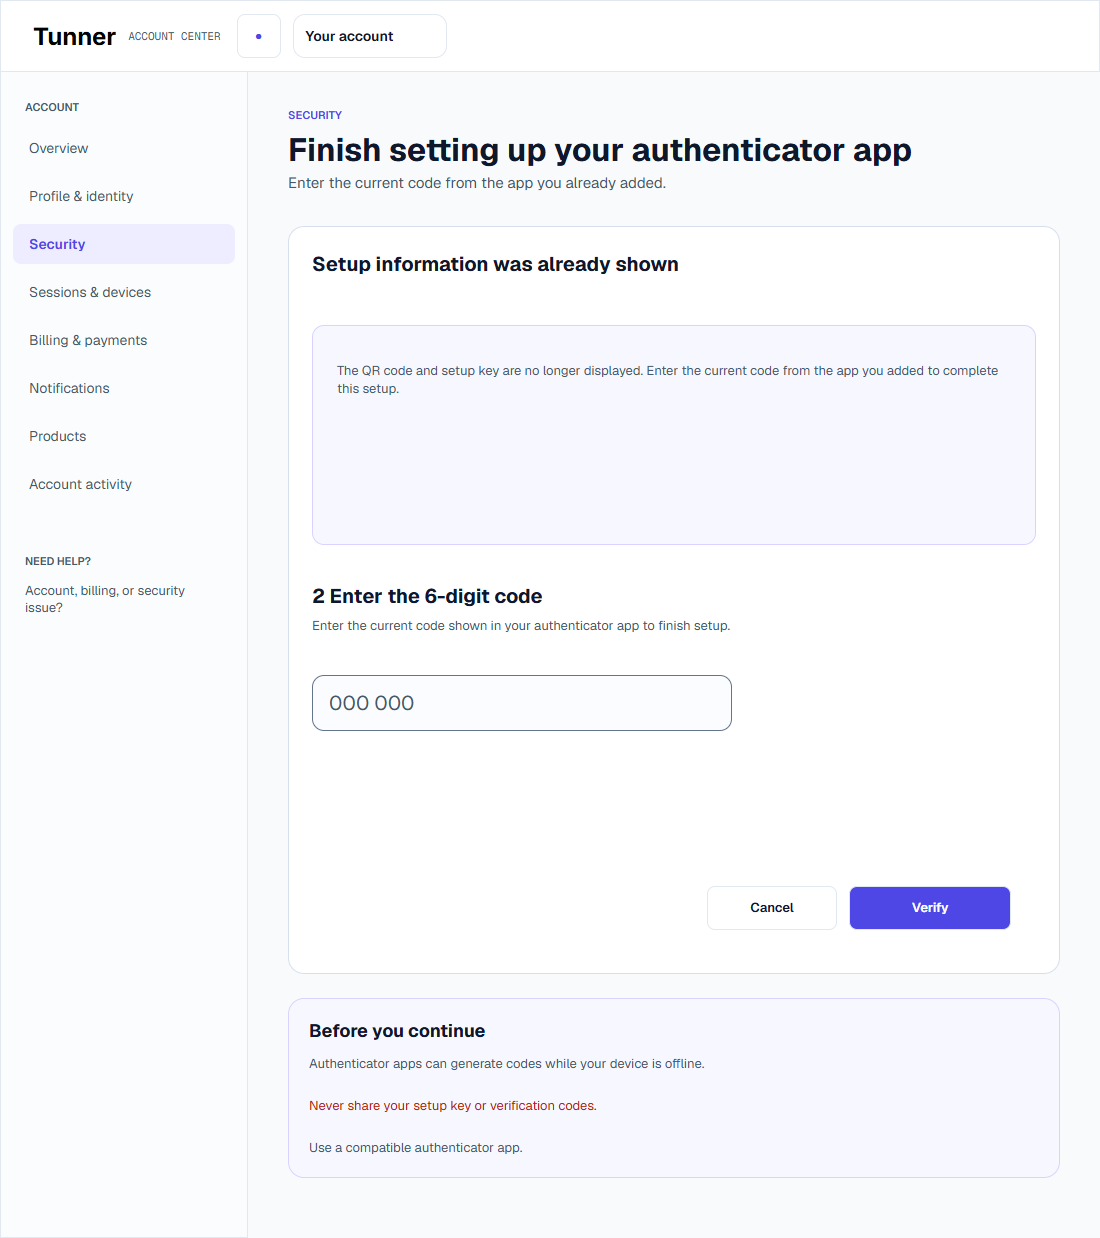 Tunner ACCOUNT CENTER
Your account
ACCOUNT
Overview
Profile & identity
Security
Sessions & devices
Billing & payments
Notifications
Products
Account activity
NEED HELP?
Account, billing, or security
issue?
SECURITY
Finish setting up your authenticator app
Enter the current code from the app you already added.
Setup information was already shown
The QR code and setup key are no longer displayed. Enter the current code from the app you added to complete
this setup.
2 Enter the 6-digit code
Enter the current code shown in your authenticator app to finish setup.
000 000
Cancel
Verify
Before you continue
Authenticator apps can generate codes while your device is offline.
Never share your setup key or verification codes.
Use a compatible authenticator app.